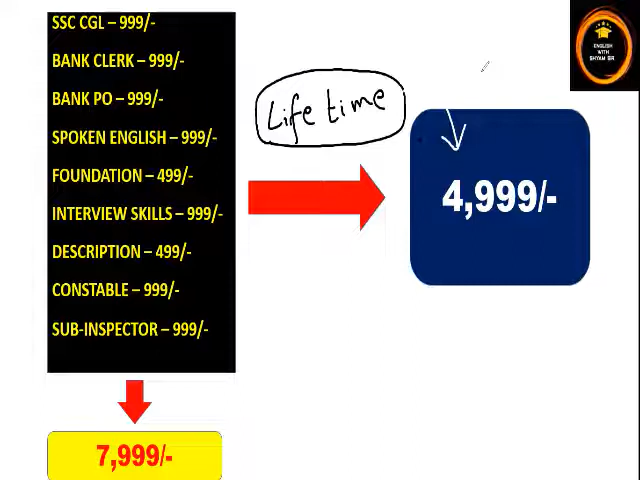 SSC CGL – 999/-
BANK CLERK – 999/-
BANK PO – 999/-
SPOKEN ENGLISH – 999/-
FOUNDATION – 499/-
INTERVIEW SKILLS – 999/-
DESCRIPTION – 499/-
CONSTABLE – 999/-
SUB-INSPECTOR – 999/-
7,999/-
Life time
4,999/-
ENGLISH
WITH
SHYAM SIR